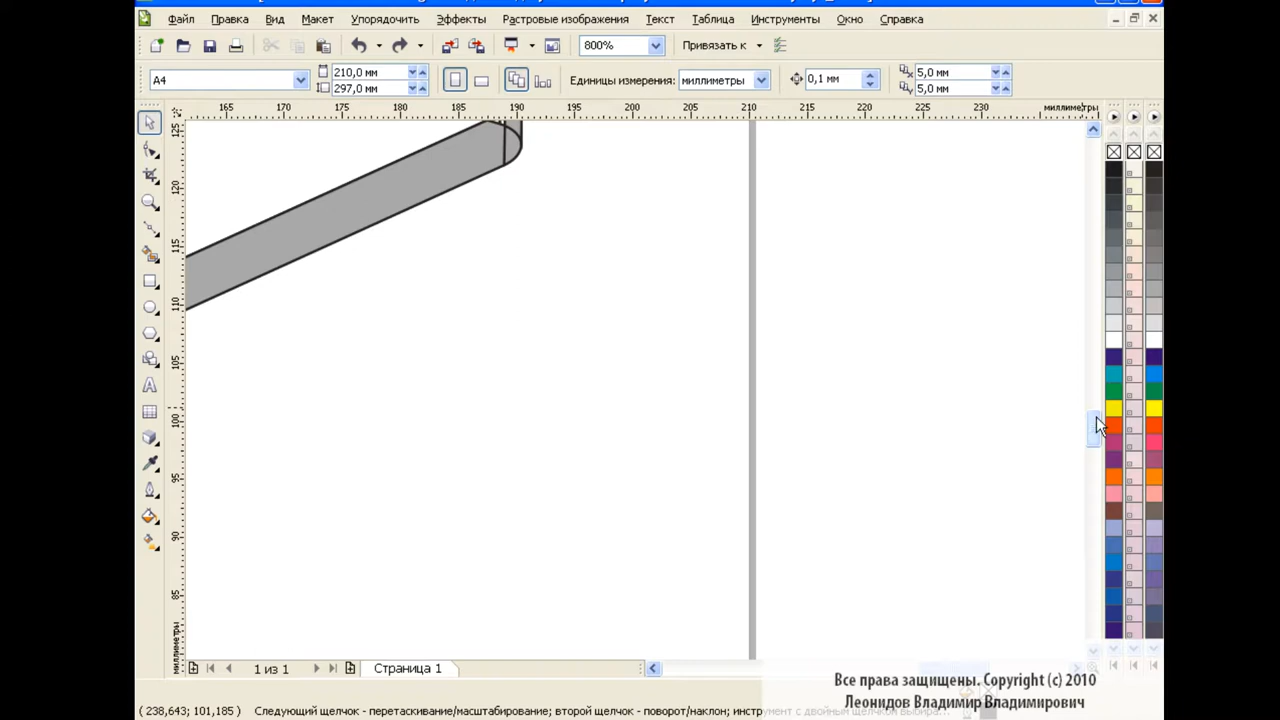 Файл Правка Вид Макет Упорядочить Эффекты Растровые изображения Текст Таблица Инструменты Окно Справка
800% Привязать к
A4 210,0 мм 297,0 мм Единицы измерения: миллиметры 0,1 мм 5,0 мм 5,0 мм
165 170 175 180 185 190 195 200 205 210 215 220 225 230 миллиметры
125
120
115
110
105
100
95
90
85
миллиметры
1 из 1 Страница 1
Все права защищены. Copyright (c) 2010
Леонидов Владимир Владимирович
( 238,643; 101,185 ) Следующий щелчок - перетаскивание/масштабирование; второй щелчок - поворот/наклон; инструмент с двойным щелчком